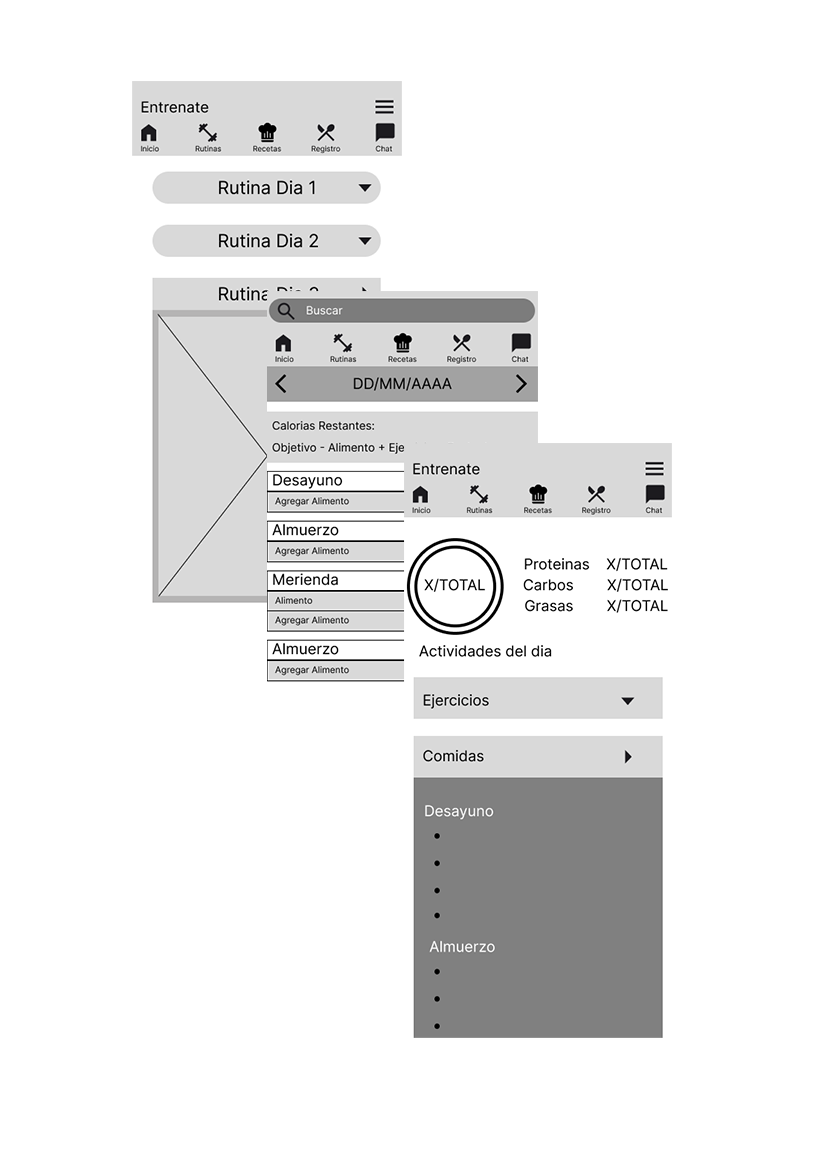 Entrenate
Inicio Rutinas Recetas Registro Chat
Rutina Dia 1
Rutina Dia 2
Rutina Dia
Buscar
Inicio Rutinas Recetas Registro Chat
DD/MM/AAAA
Calorias Restantes:
Objetivo - Alimento + Eje
Desayuno
Agregar Alimento
Almuerzo
Agregar Alimento
Merienda
Alimento
Agregar Alimento
Almuerzo
Agregar Alimento
Entrenate
Inicio Rutinas Recetas Registro Chat
X/TOTAL
Proteinas X/TOTAL
Carbos X/TOTAL
Grasas X/TOTAL
Actividades del dia
Ejercicios
Comidas
Desayuno
Almuerzo